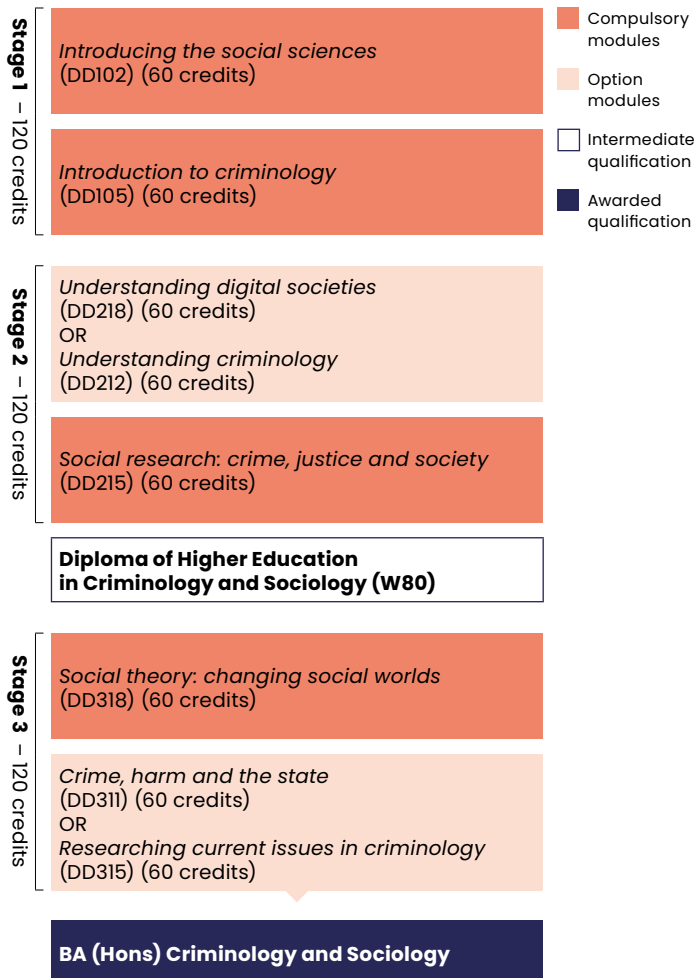 Stage 1 – 120 credits
Introducing the social sciences
(DD102) (60 credits)
Introduction to criminology
(DD105) (60 credits)
Compulsory
modules
Option
modules
Intermediate
qualification
Awarded
qualification
Stage 2 – 120 credits
Understanding digital societies
(DD218) (60 credits)
OR
Understanding criminology
(DD212) (60 credits)
Social research: crime, justice and society
(DD215) (60 credits)
Diploma of Higher Education
in Criminology and Sociology (W80)
Stage 3 – 120 credits
Social theory: changing social worlds
(DD318) (60 credits)
Crime, harm and the state
(DD311) (60 credits)
OR
Researching current issues in criminology
(DD315) (60 credits)
BA (Hons) Criminology and Sociology